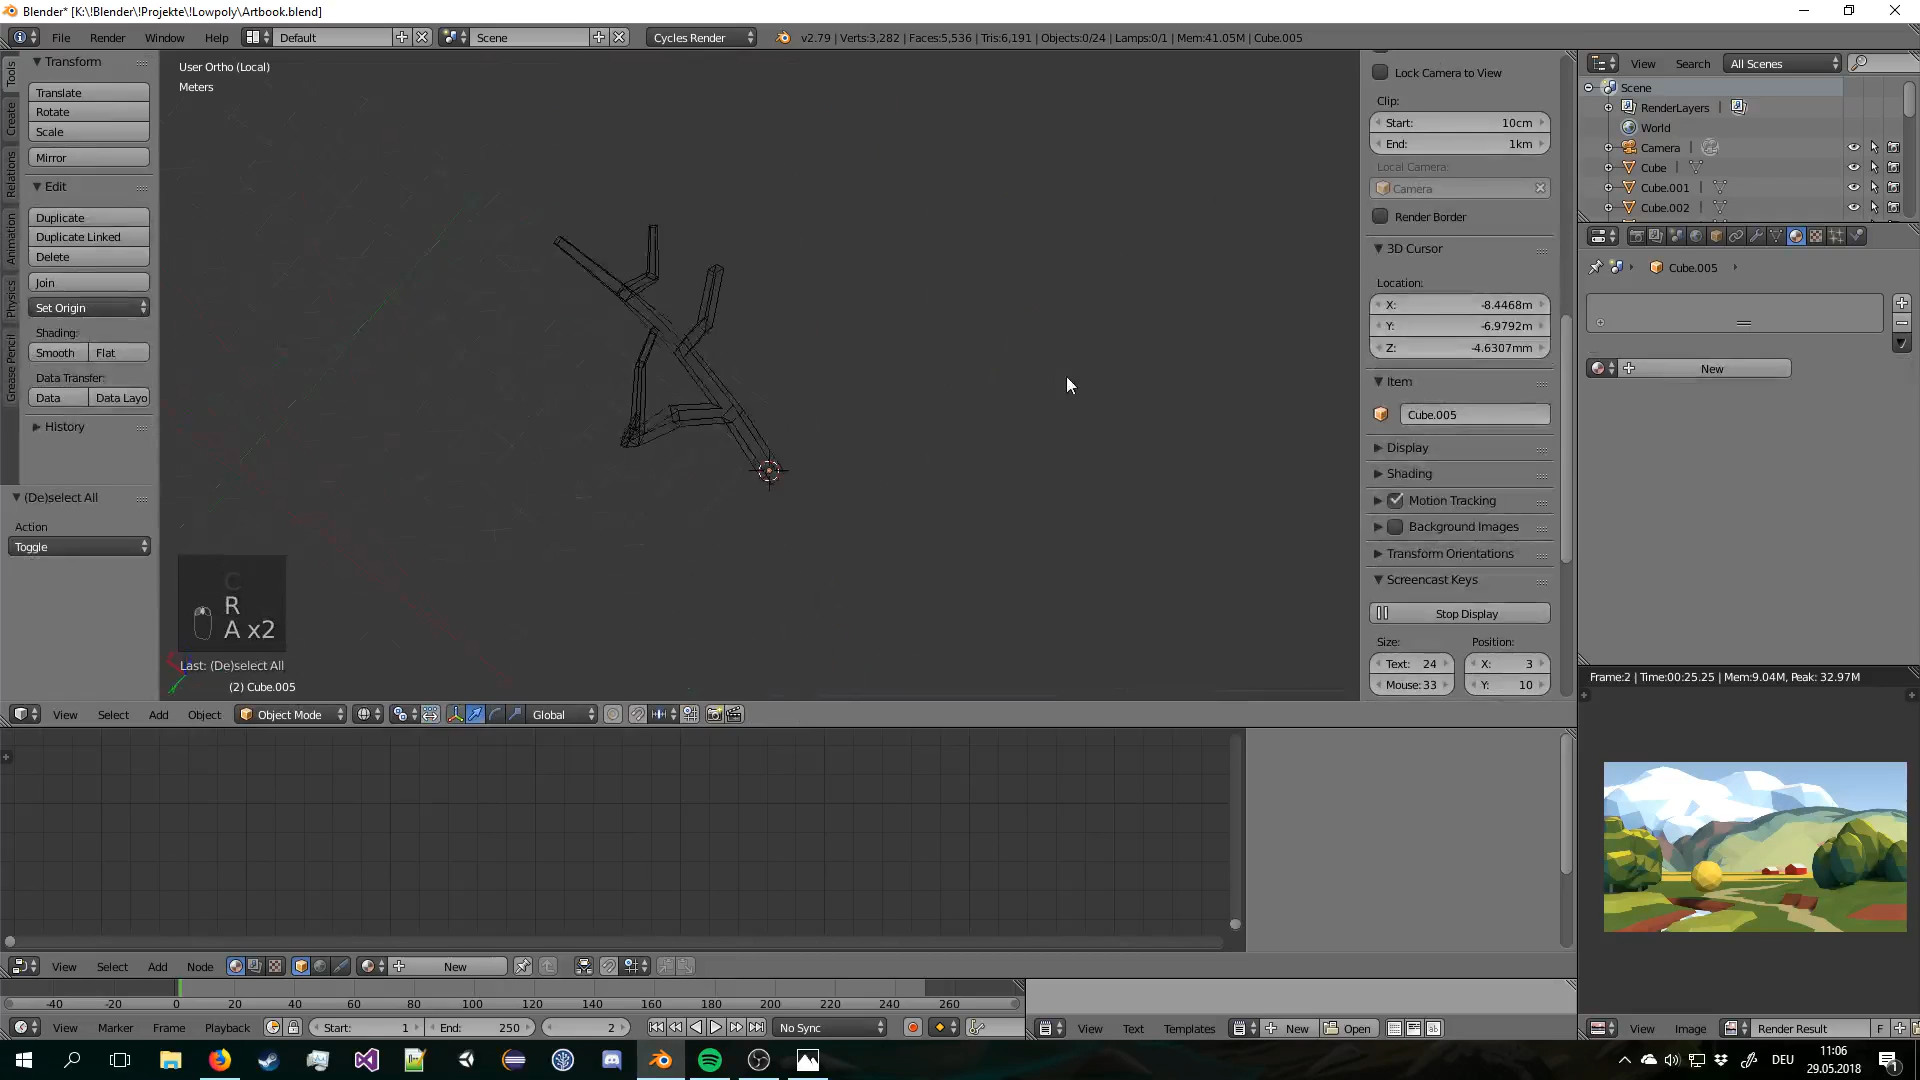 Blender* [K:\!Blender\!Projekte\!Lowpoly\Artbook.blend]
File Render Window Help Default Scene Cycles Render v2.79 | Verts:3,282 | Faces:5,536 | Tris:6,191 | Objects:0/24 | Lamps:0/1 | Mem:41.05M | Cube.005
Tools
Create
Relations
Animation
Physics
Grease Pencil
Transform
Translate
Rotate
Scale
Mirror
Edit
Duplicate
Duplicate Linked
Delete
Join
Set Origin
Shading:
Smooth Flat
Data Transfer:
Data Data Layo
History
(De)select All
Action
Toggle
User Ortho (Local)
Meters
C
R
A x2
Last: (De)select All
(2) Cube.005
Lock Camera to View
Clip:
Start: 10cm
End: 1km
Local Camera:
Camera
Render Border
3D Cursor
Location:
X: -8.4468m
Y: -6.9792m
Z: -4.6307mm
Item
Cube.005
Display
Shading
Motion Tracking
Background Images
Transform Orientations
Screencast Keys
Stop Display
Size: Position:
Text: 24 X: 3
Mouse: 33 Y: 10
View Search All Scenes
Scene
RenderLayers
World
Camera
Cube
Cube.001
Cube.002
Cube.005
New
View Select Add Object Object Mode Global
Frame:2 | Time:00:25.25 | Mem:9.04M, Peak: 32.97M
View Select Add Node New
-40 -20 0 20 40 60 80 100 120 140 160 180 200 220 240 260
View Marker Frame Playback Start: 1 End: 250 2 No Sync
View Text Templates New Open
View Image Render Result F
DEU
11:06
29.05.2018
1